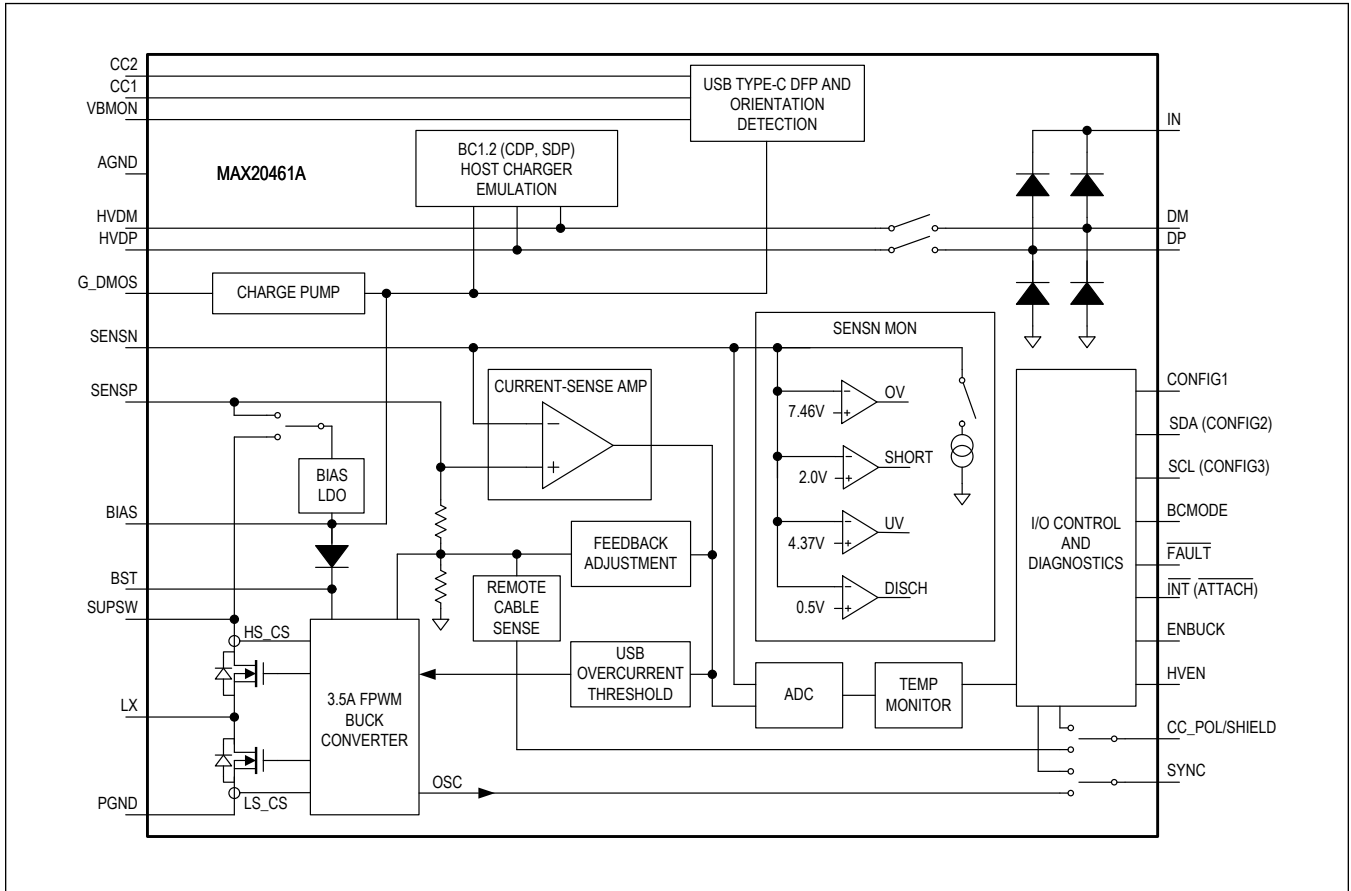 CC2
CC1
VBMON
AGND
HVDM
HVDP
G_DMOS
SENSN
SENSP
BIAS
BST
SUPSW
LX
PGND
MAX20461A
USB TYPE-C DFP AND
ORIENTATION
DETECTION
BC1.2 (CDP, SDP)
HOST CHARGER
EMULATION
CHARGE PUMP
CURRENT-SENSE AMP
−
+
BIAS
LDO
FEEDBACK
ADJUSTMENT
REMOTE
CABLE
SENSE
USB
OVERCURRENT
THRESHOLD
HS_CS
LS_CS
3.5A FPWM
BUCK
CONVERTER
OSC
SENSN MON
−
+
7.46V
OV
−
+
2.0V
SHORT
−
+
4.37V
UV
−
+
0.5V
DISCH
ADC
TEMP
MONITOR
I/O CONTROL
AND
DIAGNOSTICS
IN
DM
DP
CONFIG1
SDA (CONFIG2)
SCL (CONFIG3)
BCMODE
FAULT
INT (ATTACH)
ENBUCK
HVEN
CC_POL/SHIELD
SYNC